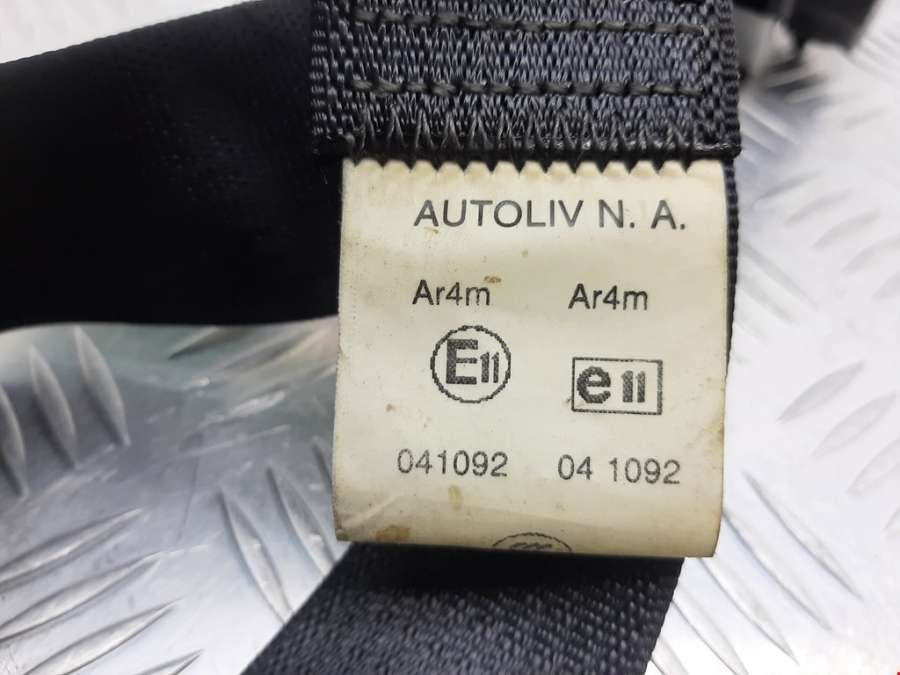 AUTOLIV N. A.
Ar4m Ar4m
E11 e11
041092 04 1092